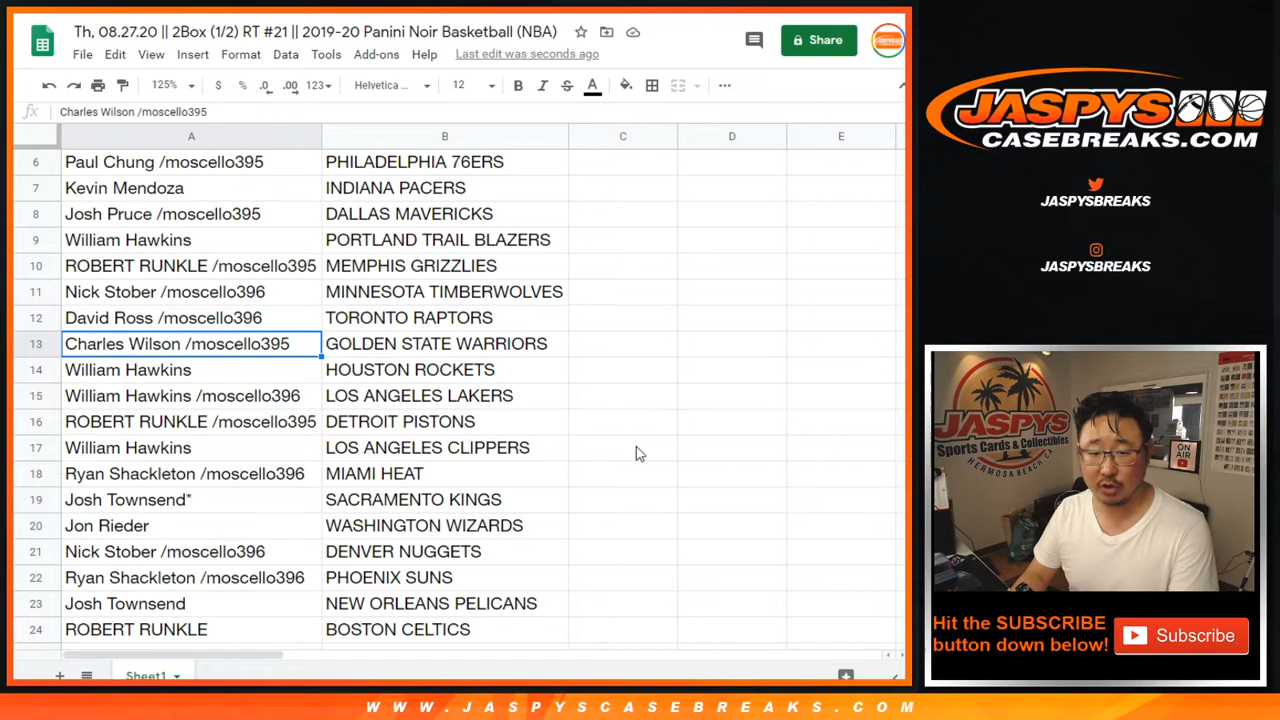 Th, 08.27.20 || 2Box (1/2) RT #21 || 2019-20 Panini Noir Basketball (NBA)
File Edit View Insert Format Data Tools Add-ons Help Last edit was seconds ago
Share
125% $ % .0 .00 123 Helvetica ... 12 B I S A ...
fx Charles Wilson /moscello395
A B C D E
6 Paul Chung /moscello395 PHILADELPHIA 76ERS
7 Kevin Mendoza INDIANA PACERS
8 Josh Pruce /moscello395 DALLAS MAVERICKS
9 William Hawkins PORTLAND TRAIL BLAZERS
10 ROBERT RUNKLE /moscello395 MEMPHIS GRIZZLIES
11 Nick Stober /moscello396 MINNESOTA TIMBERWOLVES
12 David Ross /moscello396 TORONTO RAPTORS
13 Charles Wilson /moscello395 GOLDEN STATE WARRIORS
14 William Hawkins HOUSTON ROCKETS
15 William Hawkins /moscello396 LOS ANGELES LAKERS
16 ROBERT RUNKLE /moscello395 DETROIT PISTONS
17 William Hawkins LOS ANGELES CLIPPERS
18 Ryan Shackleton /moscello396 MIAMI HEAT
19 Josh Townsend* SACRAMENTO KINGS
20 Jon Rieder WASHINGTON WIZARDS
21 Nick Stober /moscello396 DENVER NUGGETS
22 Ryan Shackleton /moscello396 PHOENIX SUNS
23 Josh Townsend NEW ORLEANS PELICANS
24 ROBERT RUNKLE BOSTON CELTICS
Sheet1
JASPYS
CASEBREAKS.COM
JASPYSBREAKS
JASPYSBREAKS
JASPYS
Sports Cards & Collectibles
HERMOSA BEACH, CA
ON AIR
Hit the SUBSCRIBE
button down below!
Subscribe
WWW.JASPYSCASEBREAKS.COM